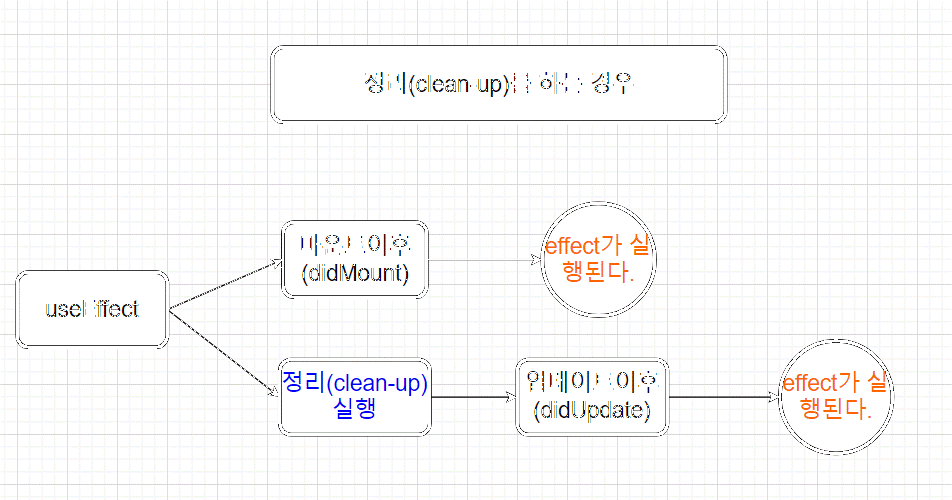 정리(clean-up)를 하는 경우
마운트이후
(didMount)
effect가 실
행된다.
useEffect
정리(clean-up)
실행
업데이트이후
(didUpdate)
effect가 실
행된다.